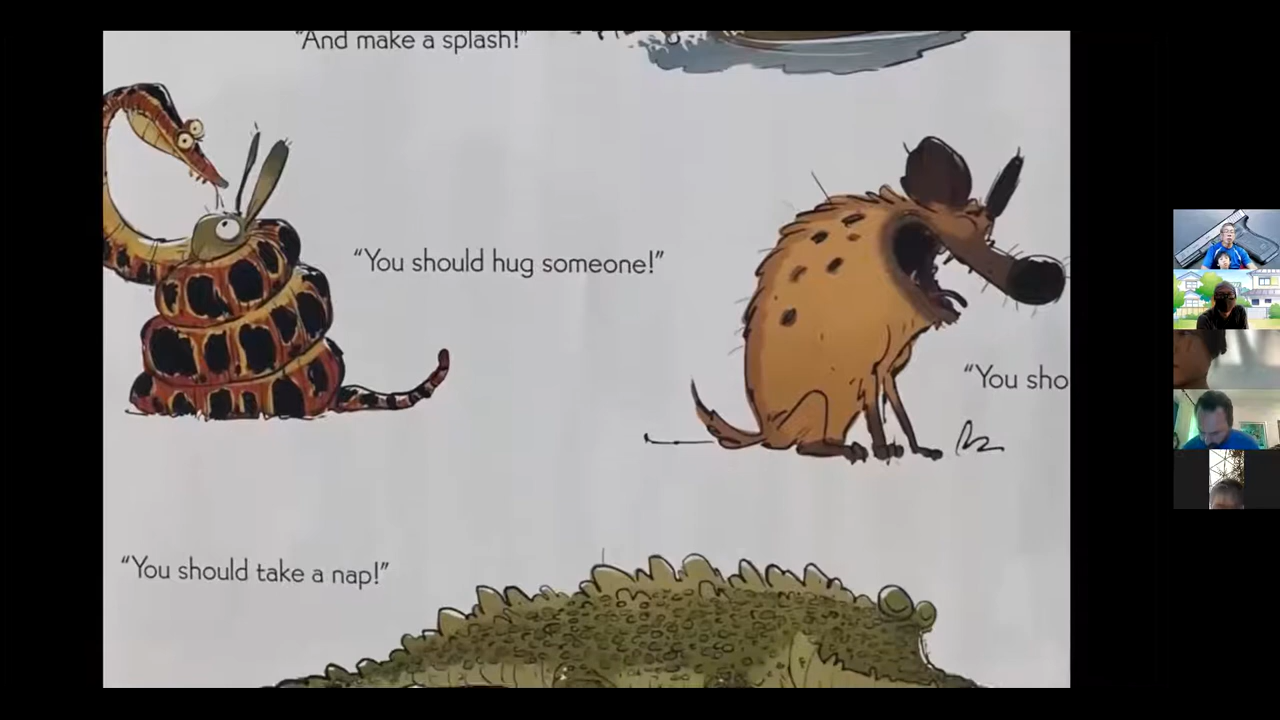 "And make a splash!"
"You should hug someone!"
"You sho
"You should take a nap!"